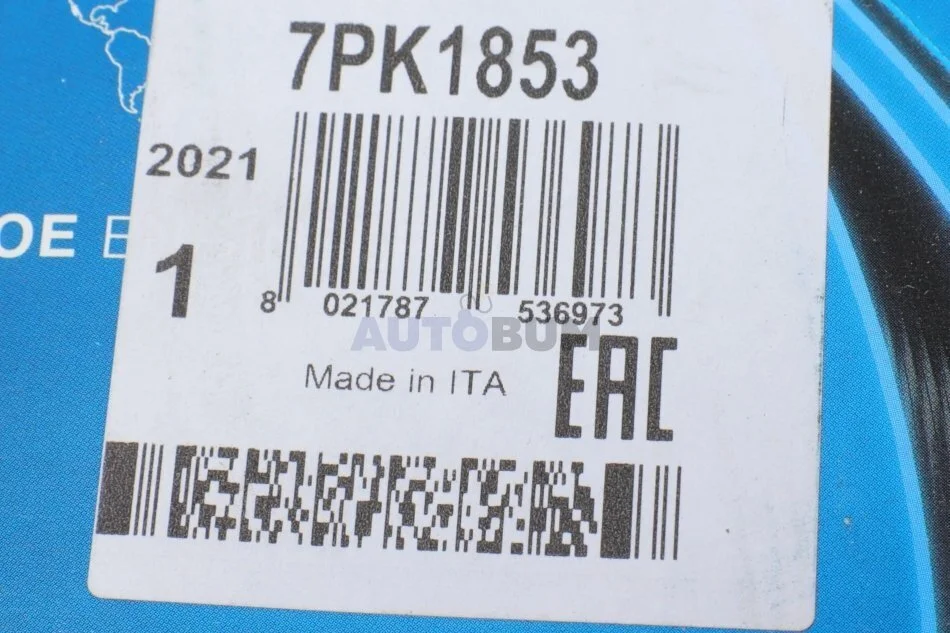 7PK1853
2021
OE E
1
8 021787 536973
AUTOBUM
Made in ITA
EAC